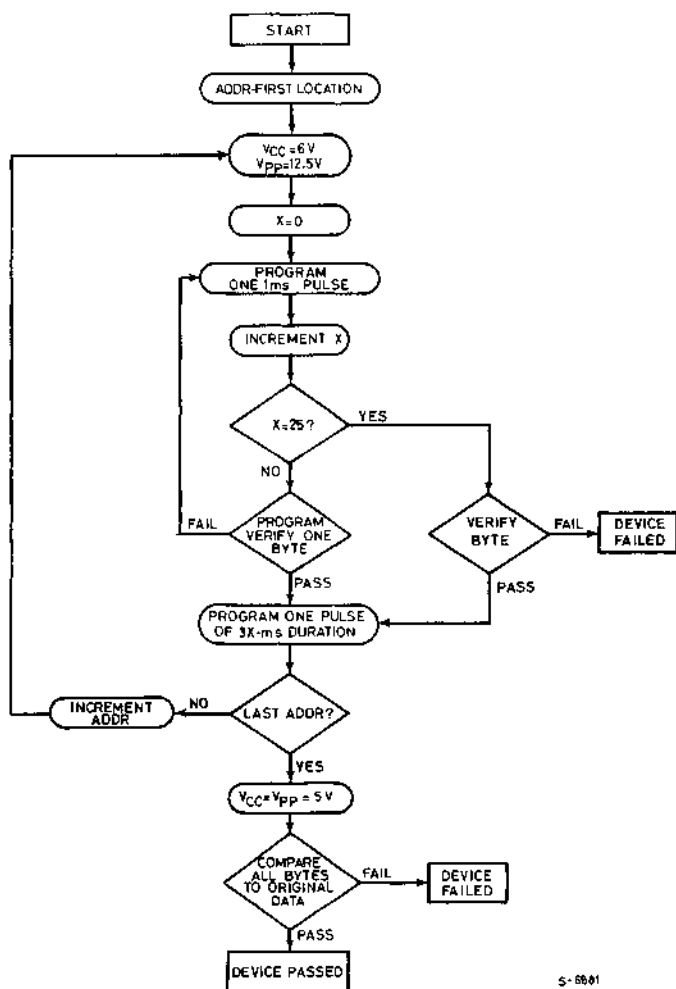 START
ADDR-FIRST LOCATION
VCC = 6 V
VPP = 12.5V
X=0
PROGRAM
ONE 1ms PULSE
INCREMENT X
X=25?
YES
NO
FAIL
PROGRAM
VERIFY ONE
BYTE
VERIFY
BYTE
FAIL
DEVICE
FAILED
PASS
PASS
PROGRAM ONE PULSE
OF 3X-ms DURATION
INCREMENT
ADDR
NO
LAST ADDR?
YES
VCC=VPP = 5 V
COMPARE
ALL BYTES
TO ORIGINAL
DATA
FAIL
DEVICE
FAILED
PASS
DEVICE PASSED